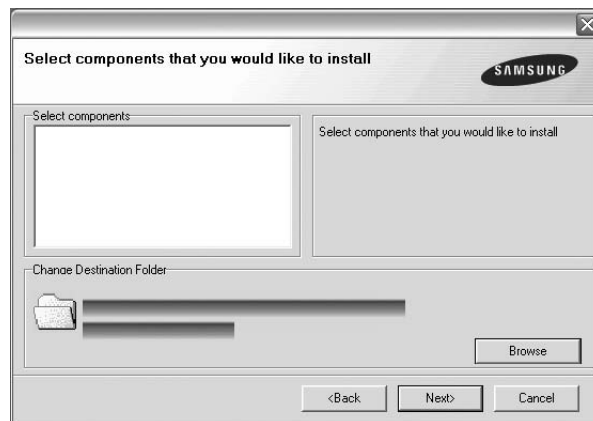 Select components that you would like to install
SAMSUNG
Select components
Select components that you would like to install
Change Destination Folder
Browse
<Back
Next>
Cancel